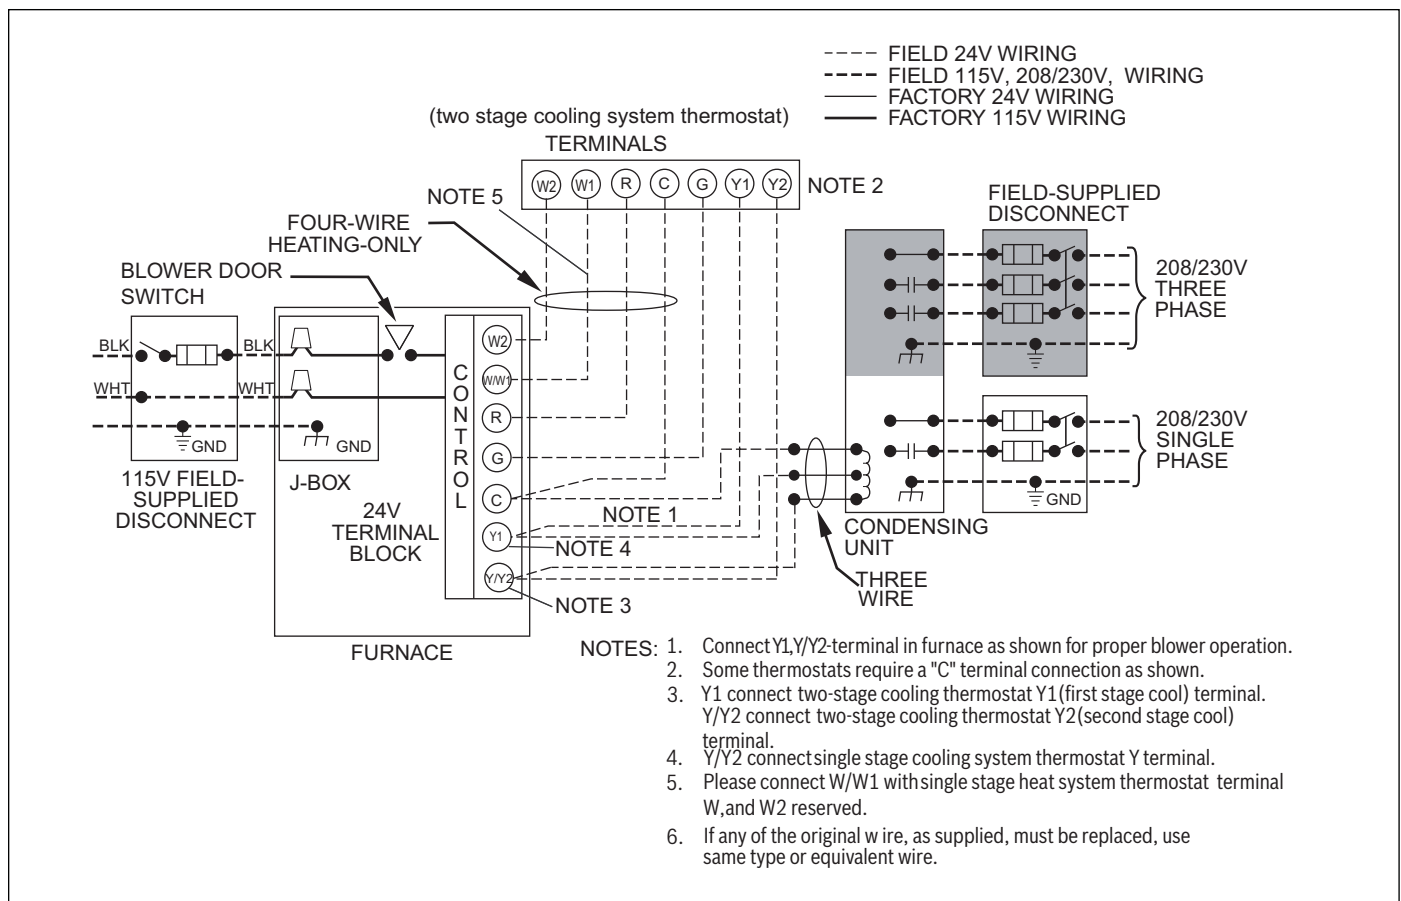 FIELD 24V WIRING
FIELD 115V, 208/230V, WIRING
FACTORY 24V WIRING
FACTORY 115V WIRING
(two stage cooling system thermostat)
TERMINALS
W2 W1 R C G Y1 Y2
NOTE 2
NOTE 5
FOUR-WIRE
HEATING-ONLY
BLOWER DOOR
SWITCH
FIELD-SUPPLIED
DISCONNECT
208/230V
THREE
PHASE
BLK
BLK
WHT
WHT
GND
GND
115V FIELD-
SUPPLIED
DISCONNECT
J-BOX
24V
TERMINAL
BLOCK
CONTROL
W2
W/W1
R
G
C
Y1
Y/Y2
NOTE 1
NOTE 4
NOTE 3
FURNACE
208/230V
SINGLE
PHASE
GND
CONDENSING
UNIT
THREE
WIRE
NOTES:
1. Connect Y1,Y/Y2-terminal in furnace as shown for proper blower operation.
2. Some thermostats require a "C" terminal connection as shown.
3. Y1 connect two-stage cooling thermostat Y1(first stage cool) terminal.
Y/Y2 connect two-stage cooling thermostat Y2(second stage cool)
terminal.
4. Y/Y2 connect single stage cooling system thermostat Y terminal.
5. Please connect W/W1 with single stage heat system thermostat terminal
W,and W2 reserved.
6. If any of the original w ire, as supplied, must be replaced, use
same type or equivalent wire.